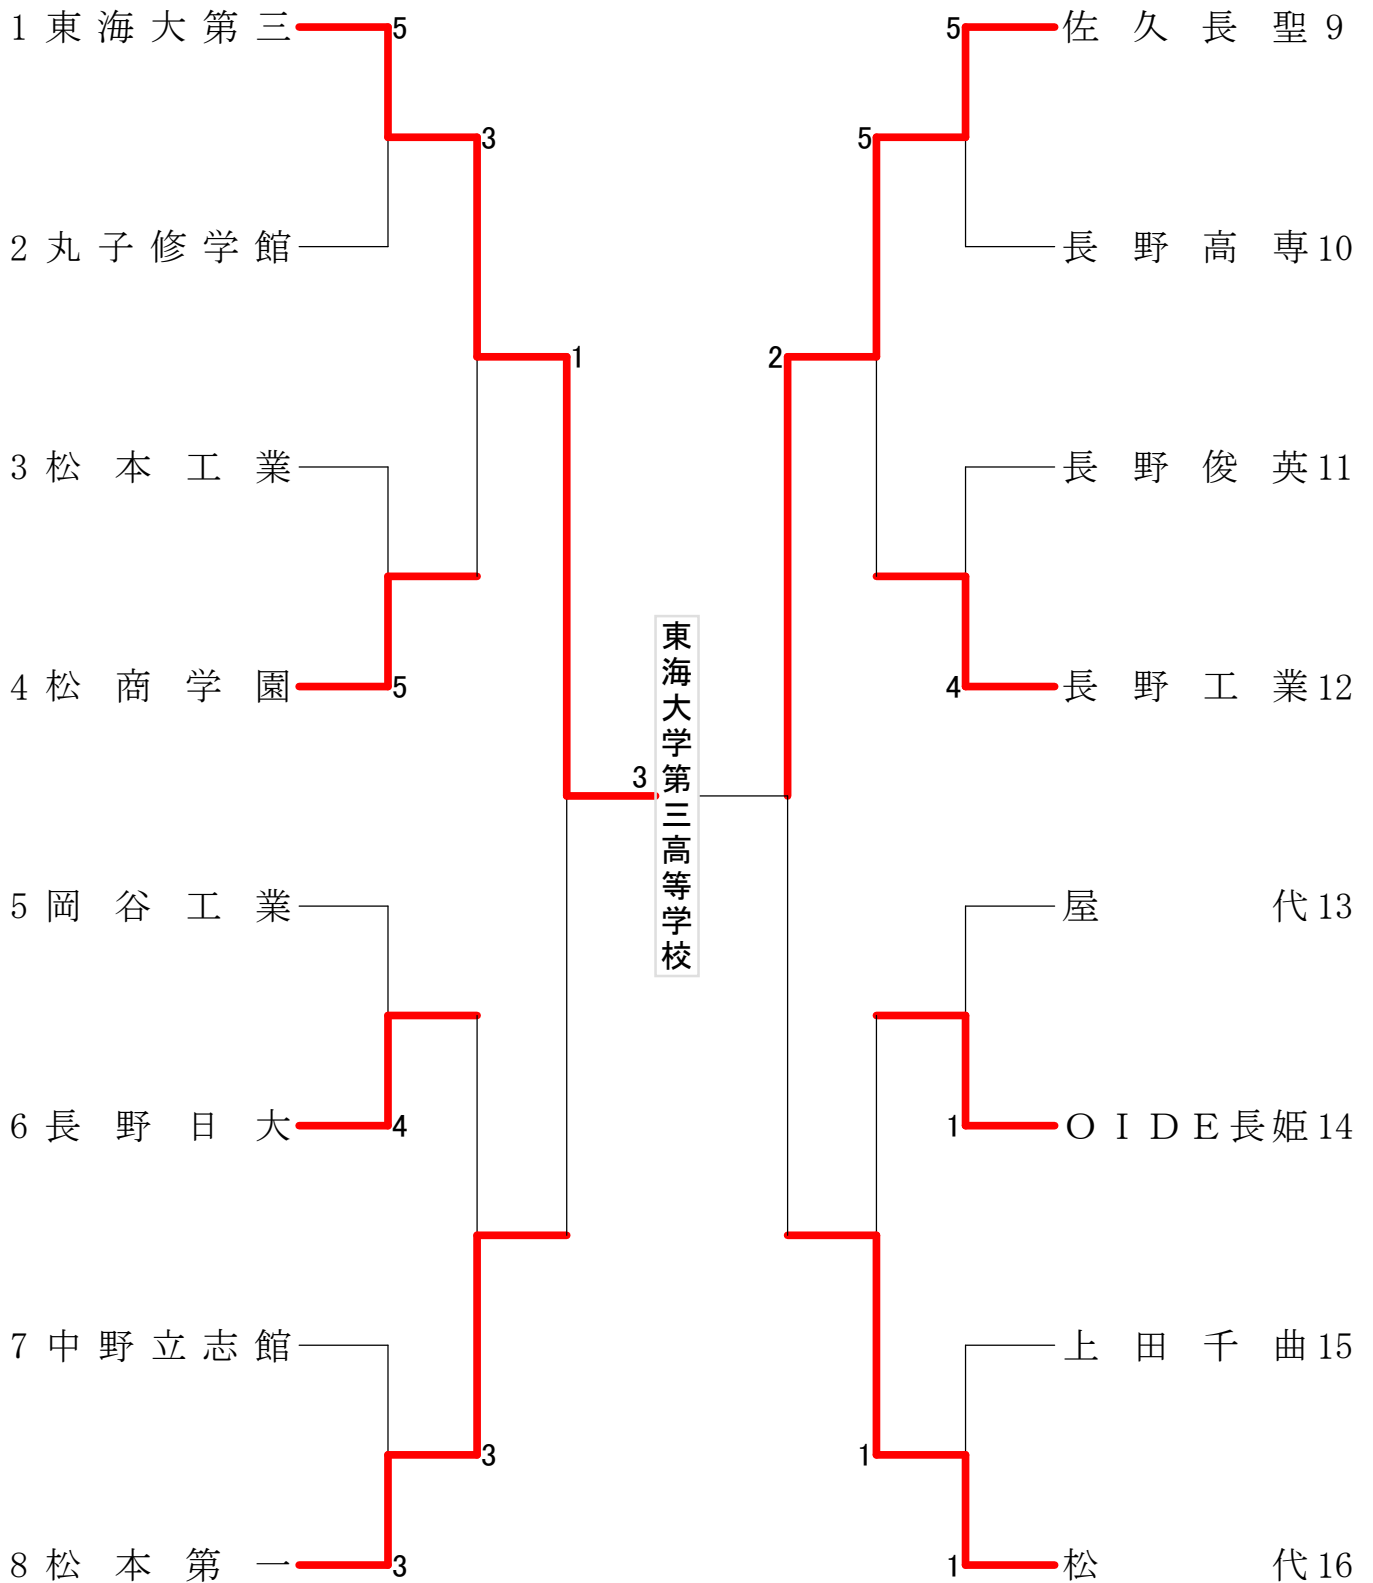 1 東海大第三 5
2 丸子修学館
3
3 松本工業
4 松商学園 5
1
5 岡谷工業
6 長野日大 4
7 中野立志館
8 松本第一 3
3
3
東海大学第三高等学校
5 佐久長聖 9
長野高専 10
5
長野俊英 11
4 長野工業 12
2
屋代 13
1 OIDE長姫 14
上田千曲 15
1 松代 16
1